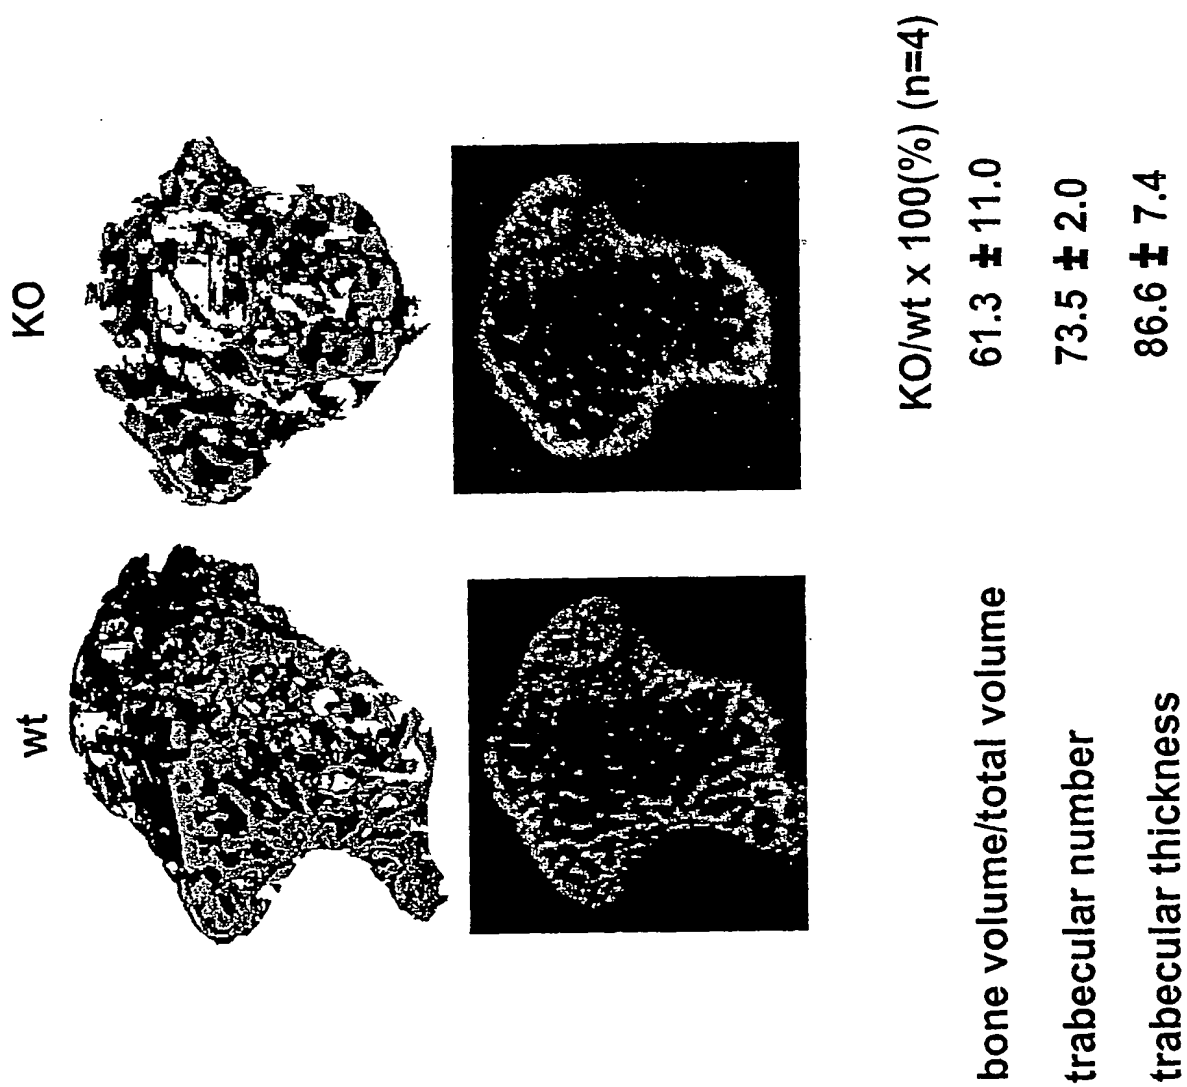 wt
KO
KO/wt x 100(%) (n=4)
bone volume/total volume 61.3 ± 11.0
trabecular number 73.5 ± 2.0
trabecular thickness 86.6 ± 7.4